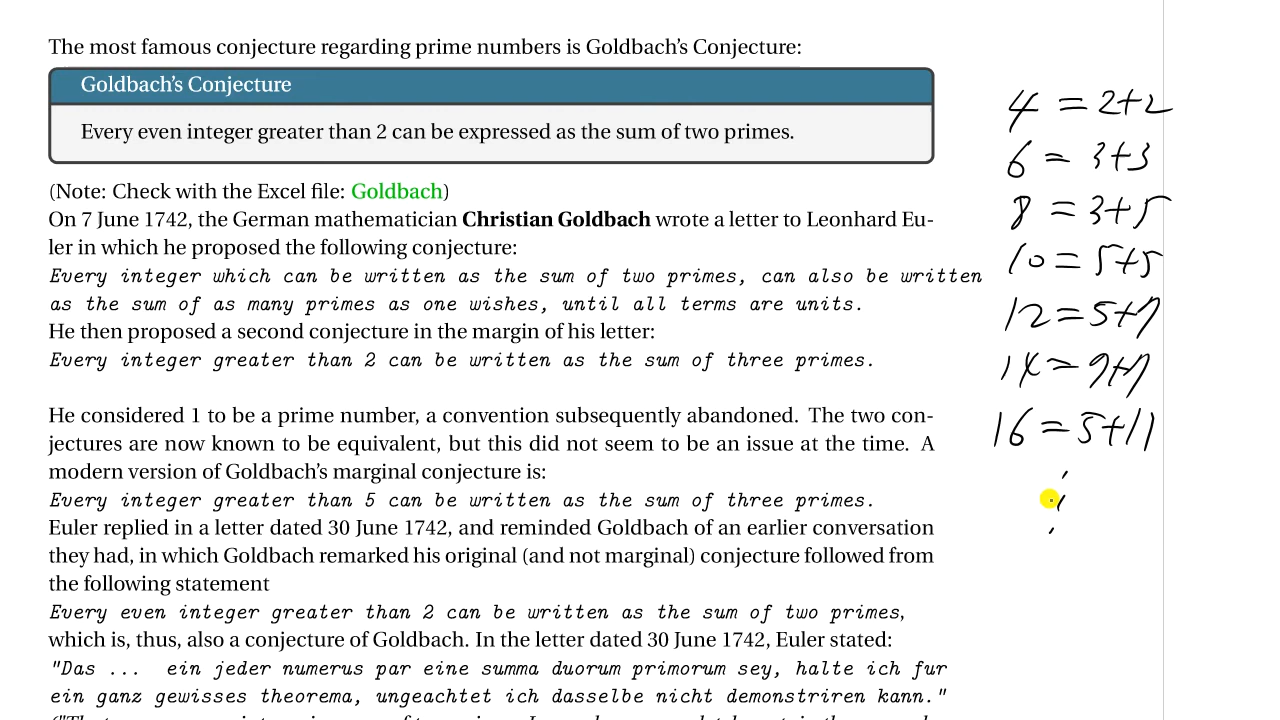 The most famous conjecture regarding prime numbers is Goldbach's Conjecture:
Goldbach's Conjecture
Every even integer greater than 2 can be expressed as the sum of two primes.
(Note: Check with the Excel file: Goldbach)
On 7 June 1742, the German mathematician Christian Goldbach wrote a letter to Leonhard Eu-
ler in which he proposed the following conjecture:
Every integer which can be written as the sum of two primes, can also be written
as the sum of as many primes as one wishes, until all terms are units.
He then proposed a second conjecture in the margin of his letter:
Every integer greater than 2 can be written as the sum of three primes.
He considered 1 to be a prime number, a convention subsequently abandoned. The two con-
jectures are now known to be equivalent, but this did not seem to be an issue at the time. A
modern version of Goldbach's marginal conjecture is:
Every integer greater than 5 can be written as the sum of three primes.
Euler replied in a letter dated 30 June 1742, and reminded Goldbach of an earlier conversation
they had, in which Goldbach remarked his original (and not marginal) conjecture followed from
the following statement
Every even integer greater than 2 can be written as the sum of two primes,
which is, thus, also a conjecture of Goldbach. In the letter dated 30 June 1742, Euler stated:
"Das ... ein jeder numerus par eine summa duorum primorum sey, halte ich fur
ein ganz gewisses theorema, ungeachtet ich dasselbe nicht demonstriren kann."
4 = 2+2
6 = 3+3
8 = 3+5
10 = 5+5
12 = 5+7
14 = 7+7
16 = 5+11